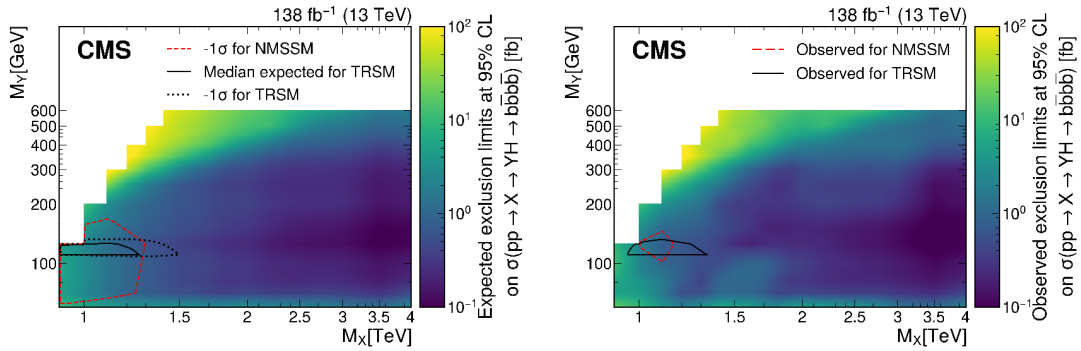 138 fb⁻¹ (13 TeV)
CMS
-1σ for NMSSM
Median expected for TRSM
-1σ for TRSM
M_Y[GeV]
600
500
400
300
200
100
1
1.5
2
2.5
3
3.5
4
M_X[TeV]
10²
10¹
10⁰
10⁻¹
Expected exclusion limits at 95% CL
on σ(pp → X → YH → bb̅bb̅) [fb]
138 fb⁻¹ (13 TeV)
CMS
Observed for NMSSM
Observed for TRSM
M_Y[GeV]
600
500
400
300
200
100
1
1.5
2
2.5
3
3.5
4
M_X[TeV]
10²
10¹
10⁰
10⁻¹
Observed exclusion limits at 95% CL
on σ(pp → X → YH → bb̅bb̅) [fb]